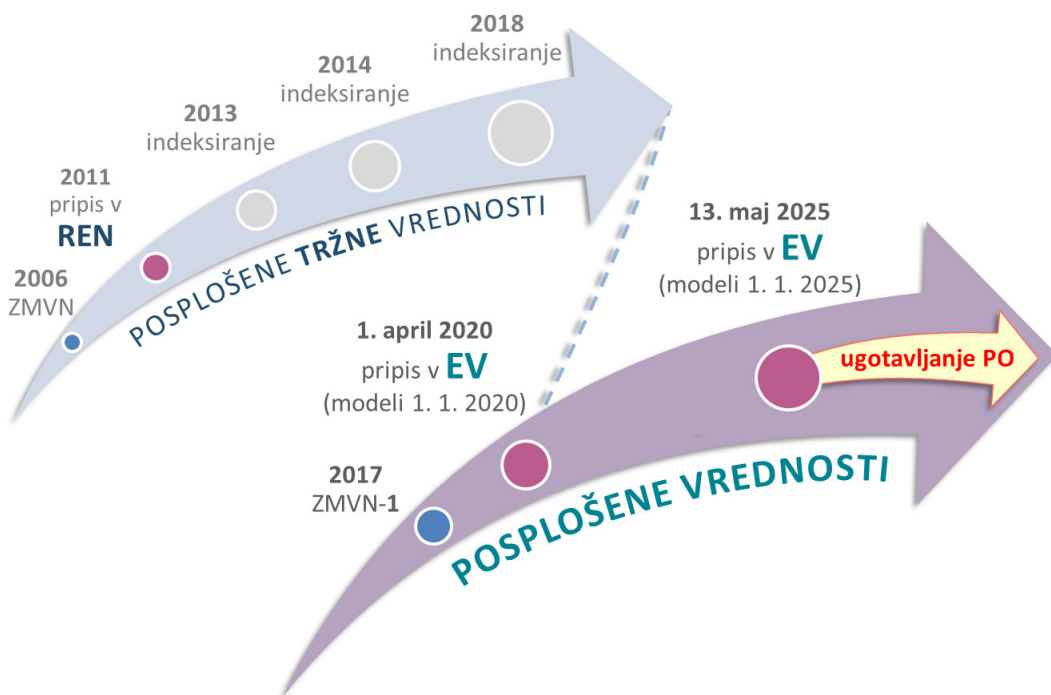 2006
ZMVN
2011
pripis v
REN
2013
indeksiranje
2014
indeksiranje
2018
indeksiranje
POSPLOŠENE TRŽNE VREDNOSTI
2017
ZMVN-1
1. april 2020
pripis v EV
(modeli 1. 1. 2020)
13. maj 2025
pripis v EV
(modeli 1. 1. 2025)
ugotavljanje PO
POSPLOŠENE VREDNOSTI